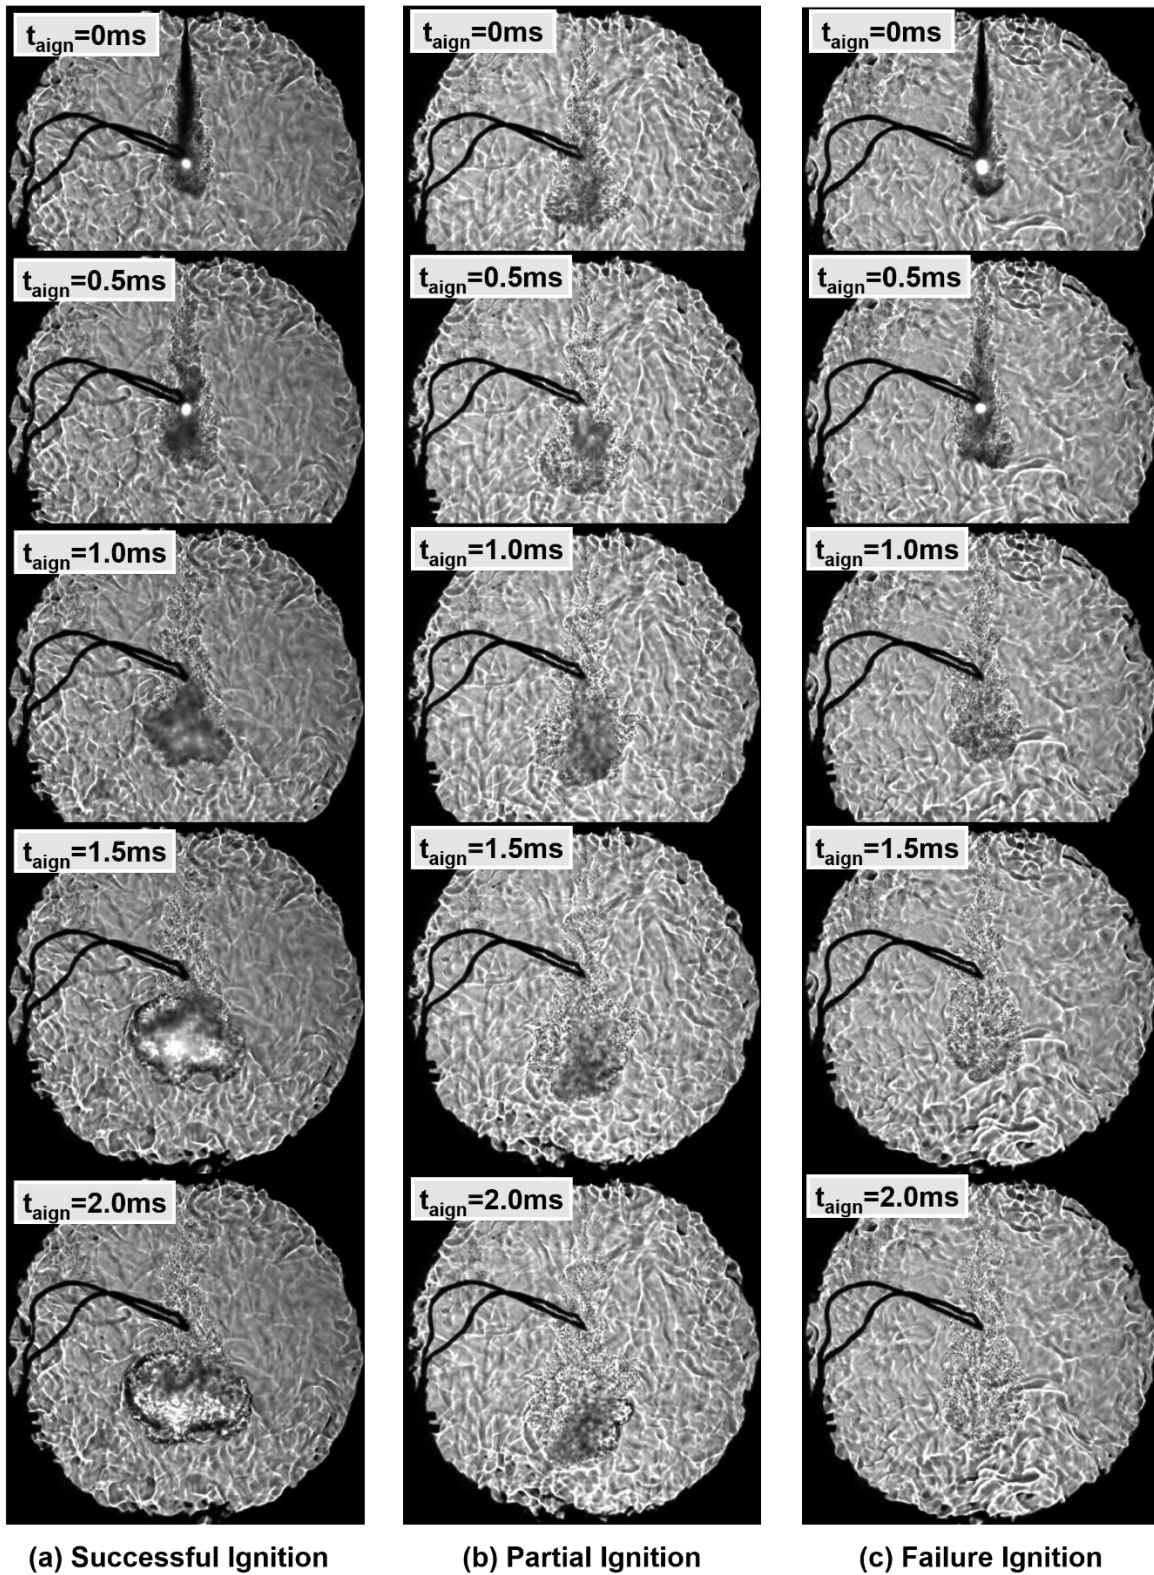 t_aign=0ms t_aign=0ms t_aign=0ms
t_aign=0.5ms t_aign=0.5ms t_aign=0.5ms
t_aign=1.0ms t_aign=1.0ms t_aign=1.0ms
t_aign=1.5ms t_aign=1.5ms t_aign=1.5ms
t_aign=2.0ms t_aign=2.0ms t_aign=2.0ms
(a) Successful Ignition (b) Partial Ignition (c) Failure Ignition